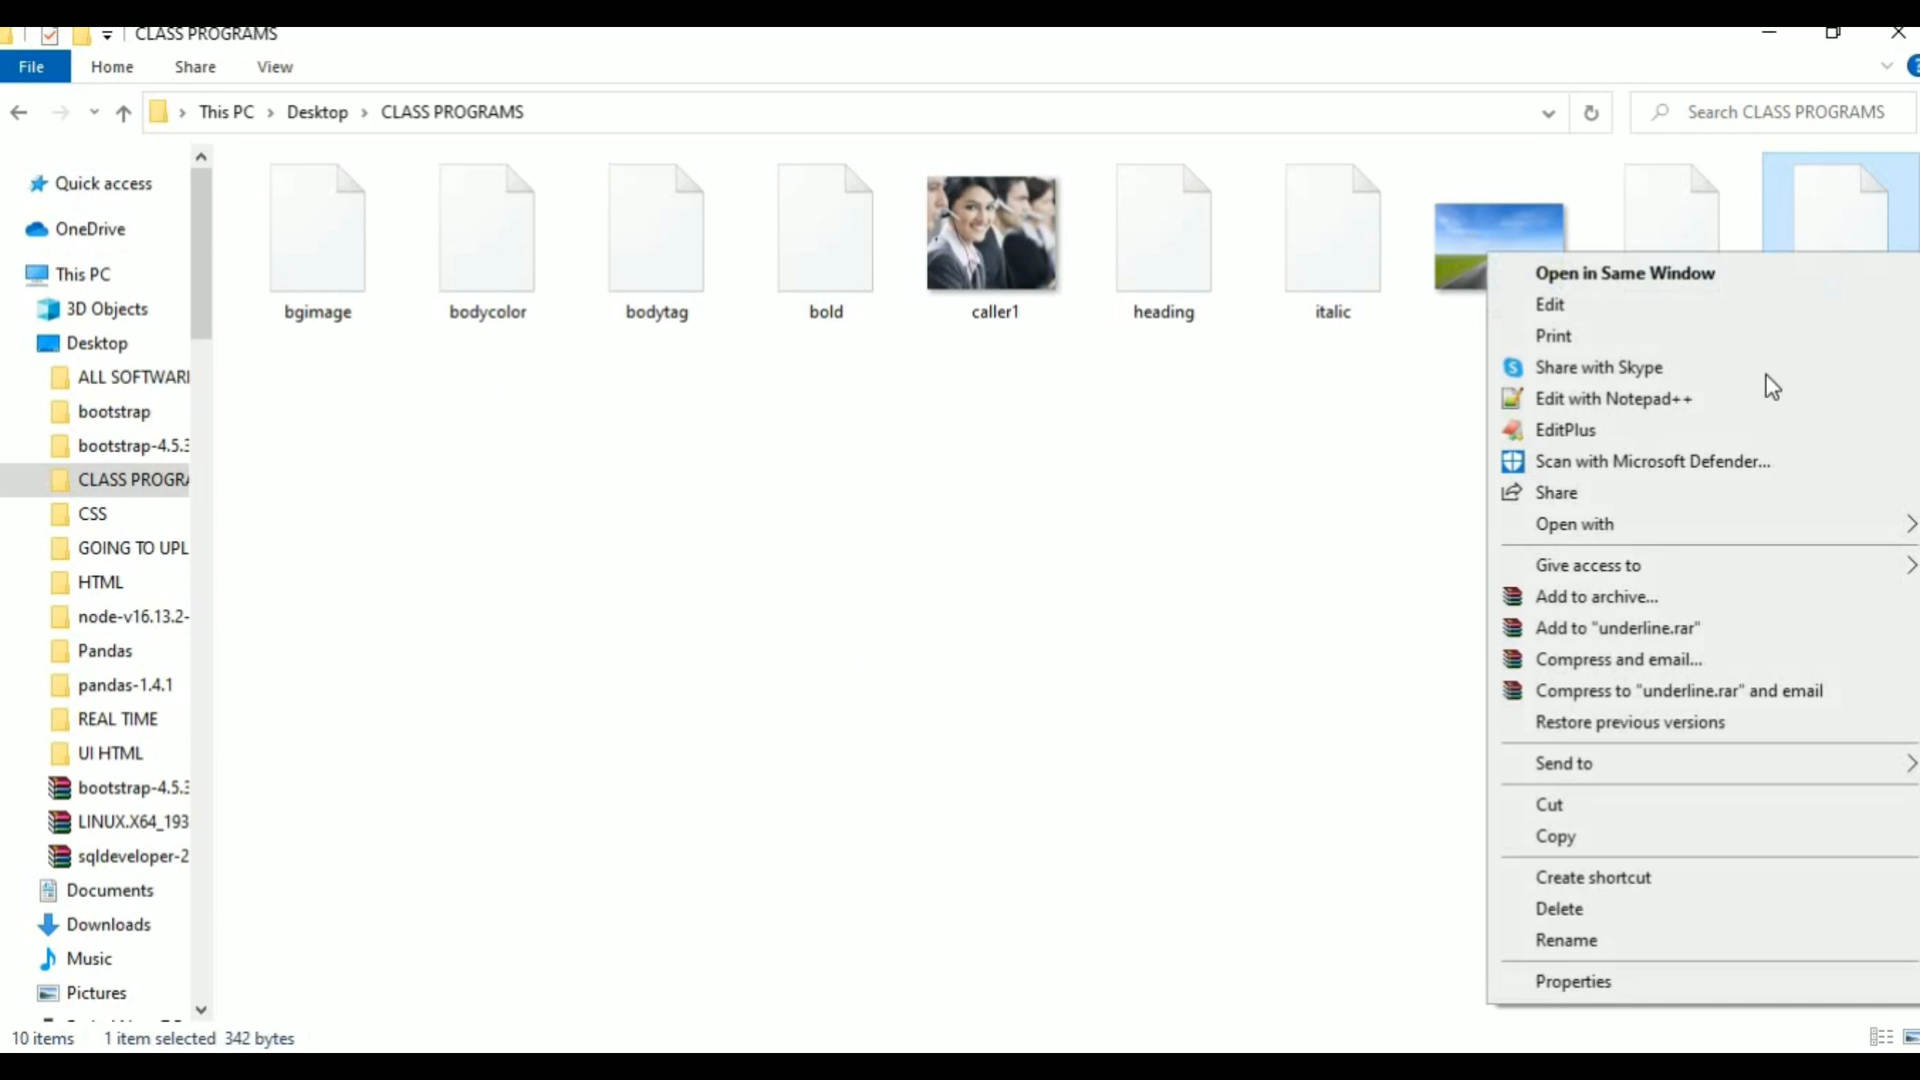 CLASS PROGRAMS
File Home Share View
This PC Desktop CLASS PROGRAMS
Search CLASS PROGRAMS
Quick access
OneDrive
This PC
3D Objects
Desktop
ALL SOFTWARI
bootstrap
bootstrap-4.5.3
CLASS PROGRA
CSS
GOING TO UPL
HTML
node-v16.13.2-
Pandas
pandas-1.4.1
REAL TIME
UI HTML
bootstrap-4.5.3
LINUX.X64_193
sqldeveloper-2
Documents
Downloads
Music
Pictures
bgimage
bodycolor
bodytag
bold
caller1
heading
italic
Open in Same Window
Edit
Print
Share with Skype
Edit with Notepad++
EditPlus
Scan with Microsoft Defender...
Share
Open with
Give access to
Add to archive...
Add to "underline.rar"
Compress and email...
Compress to "underline.rar" and email
Restore previous versions
Send to
Cut
Copy
Create shortcut
Delete
Rename
Properties
10 items 1 item selected 342 bytes